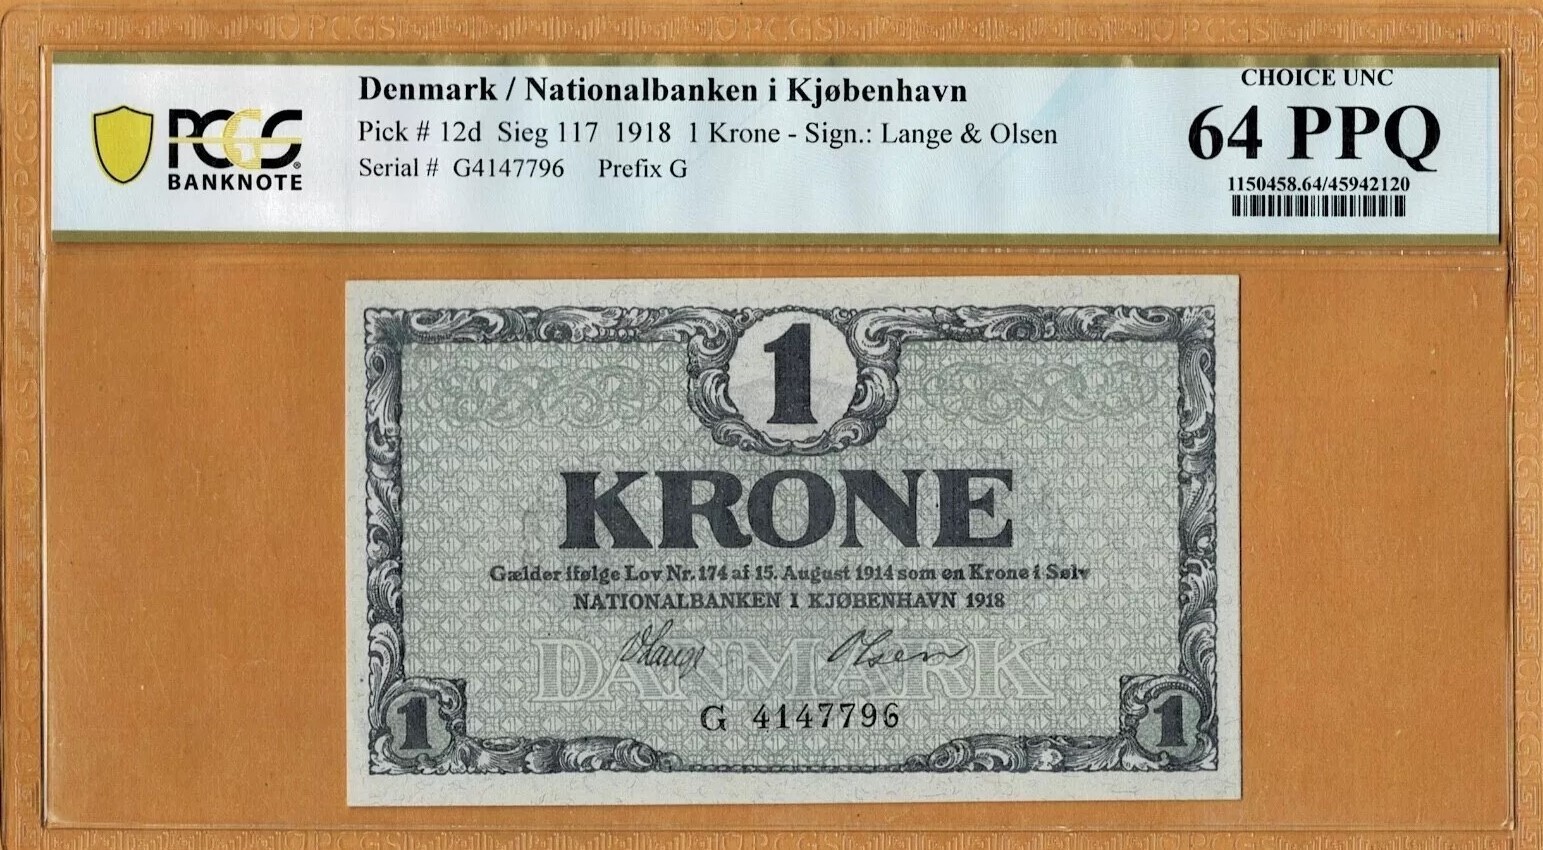 Denmark / Nationalbanken i Kjøbenhavn
Pick # 12d Sieg 117 1918 1 Krone - Sign.: Lange & Olsen
Serial # G4147796 Prefix G
PCGS
BANKNOTE
CHOICE UNC
64 PPQ
1150458.64/45942120
1
KRONE
Gælder ifølge Lov Nr. 174 af 15. August 1914 som en Krone i Sølv
NATIONALBANKEN I KJØBENHAVN 1918
DANMARK
VLange Olsen
G 4147796
1 1